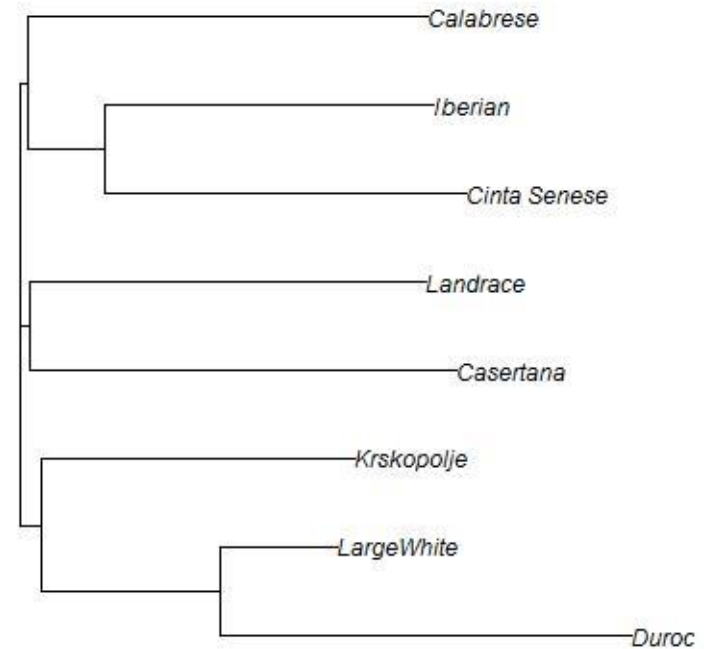 Calabrese
Iberian
Cinta Senese
Landrace
Casertana
Krskopolje
LargeWhite
Duroc